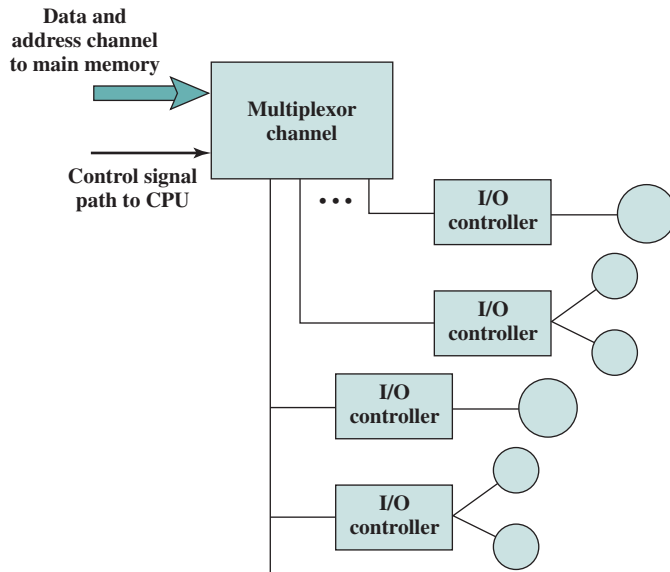 Data and
address channel
to main memory
Multiplexor
channel
Control signal
path to CPU
•••
I/O
controller
I/O
controller
I/O
controller
I/O
controller